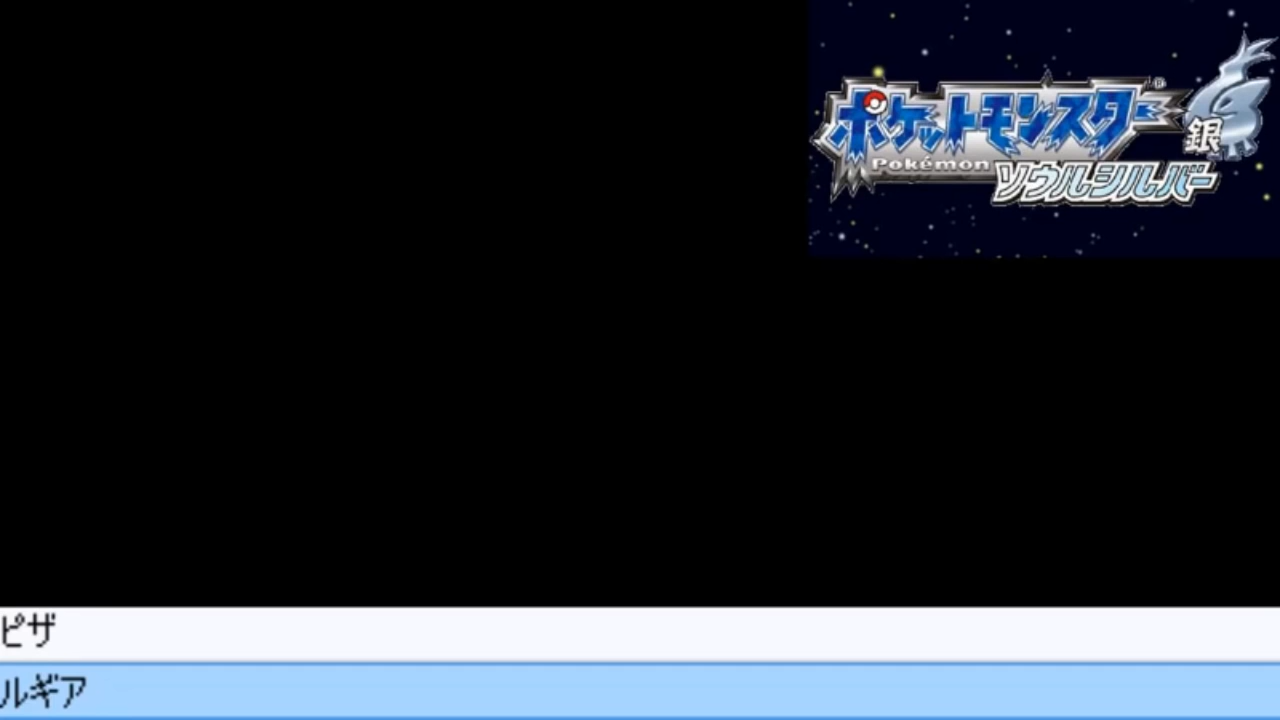 ポケットモンスター®
Pokémon
銀
ソウルシルバー
ピザ
ルギア